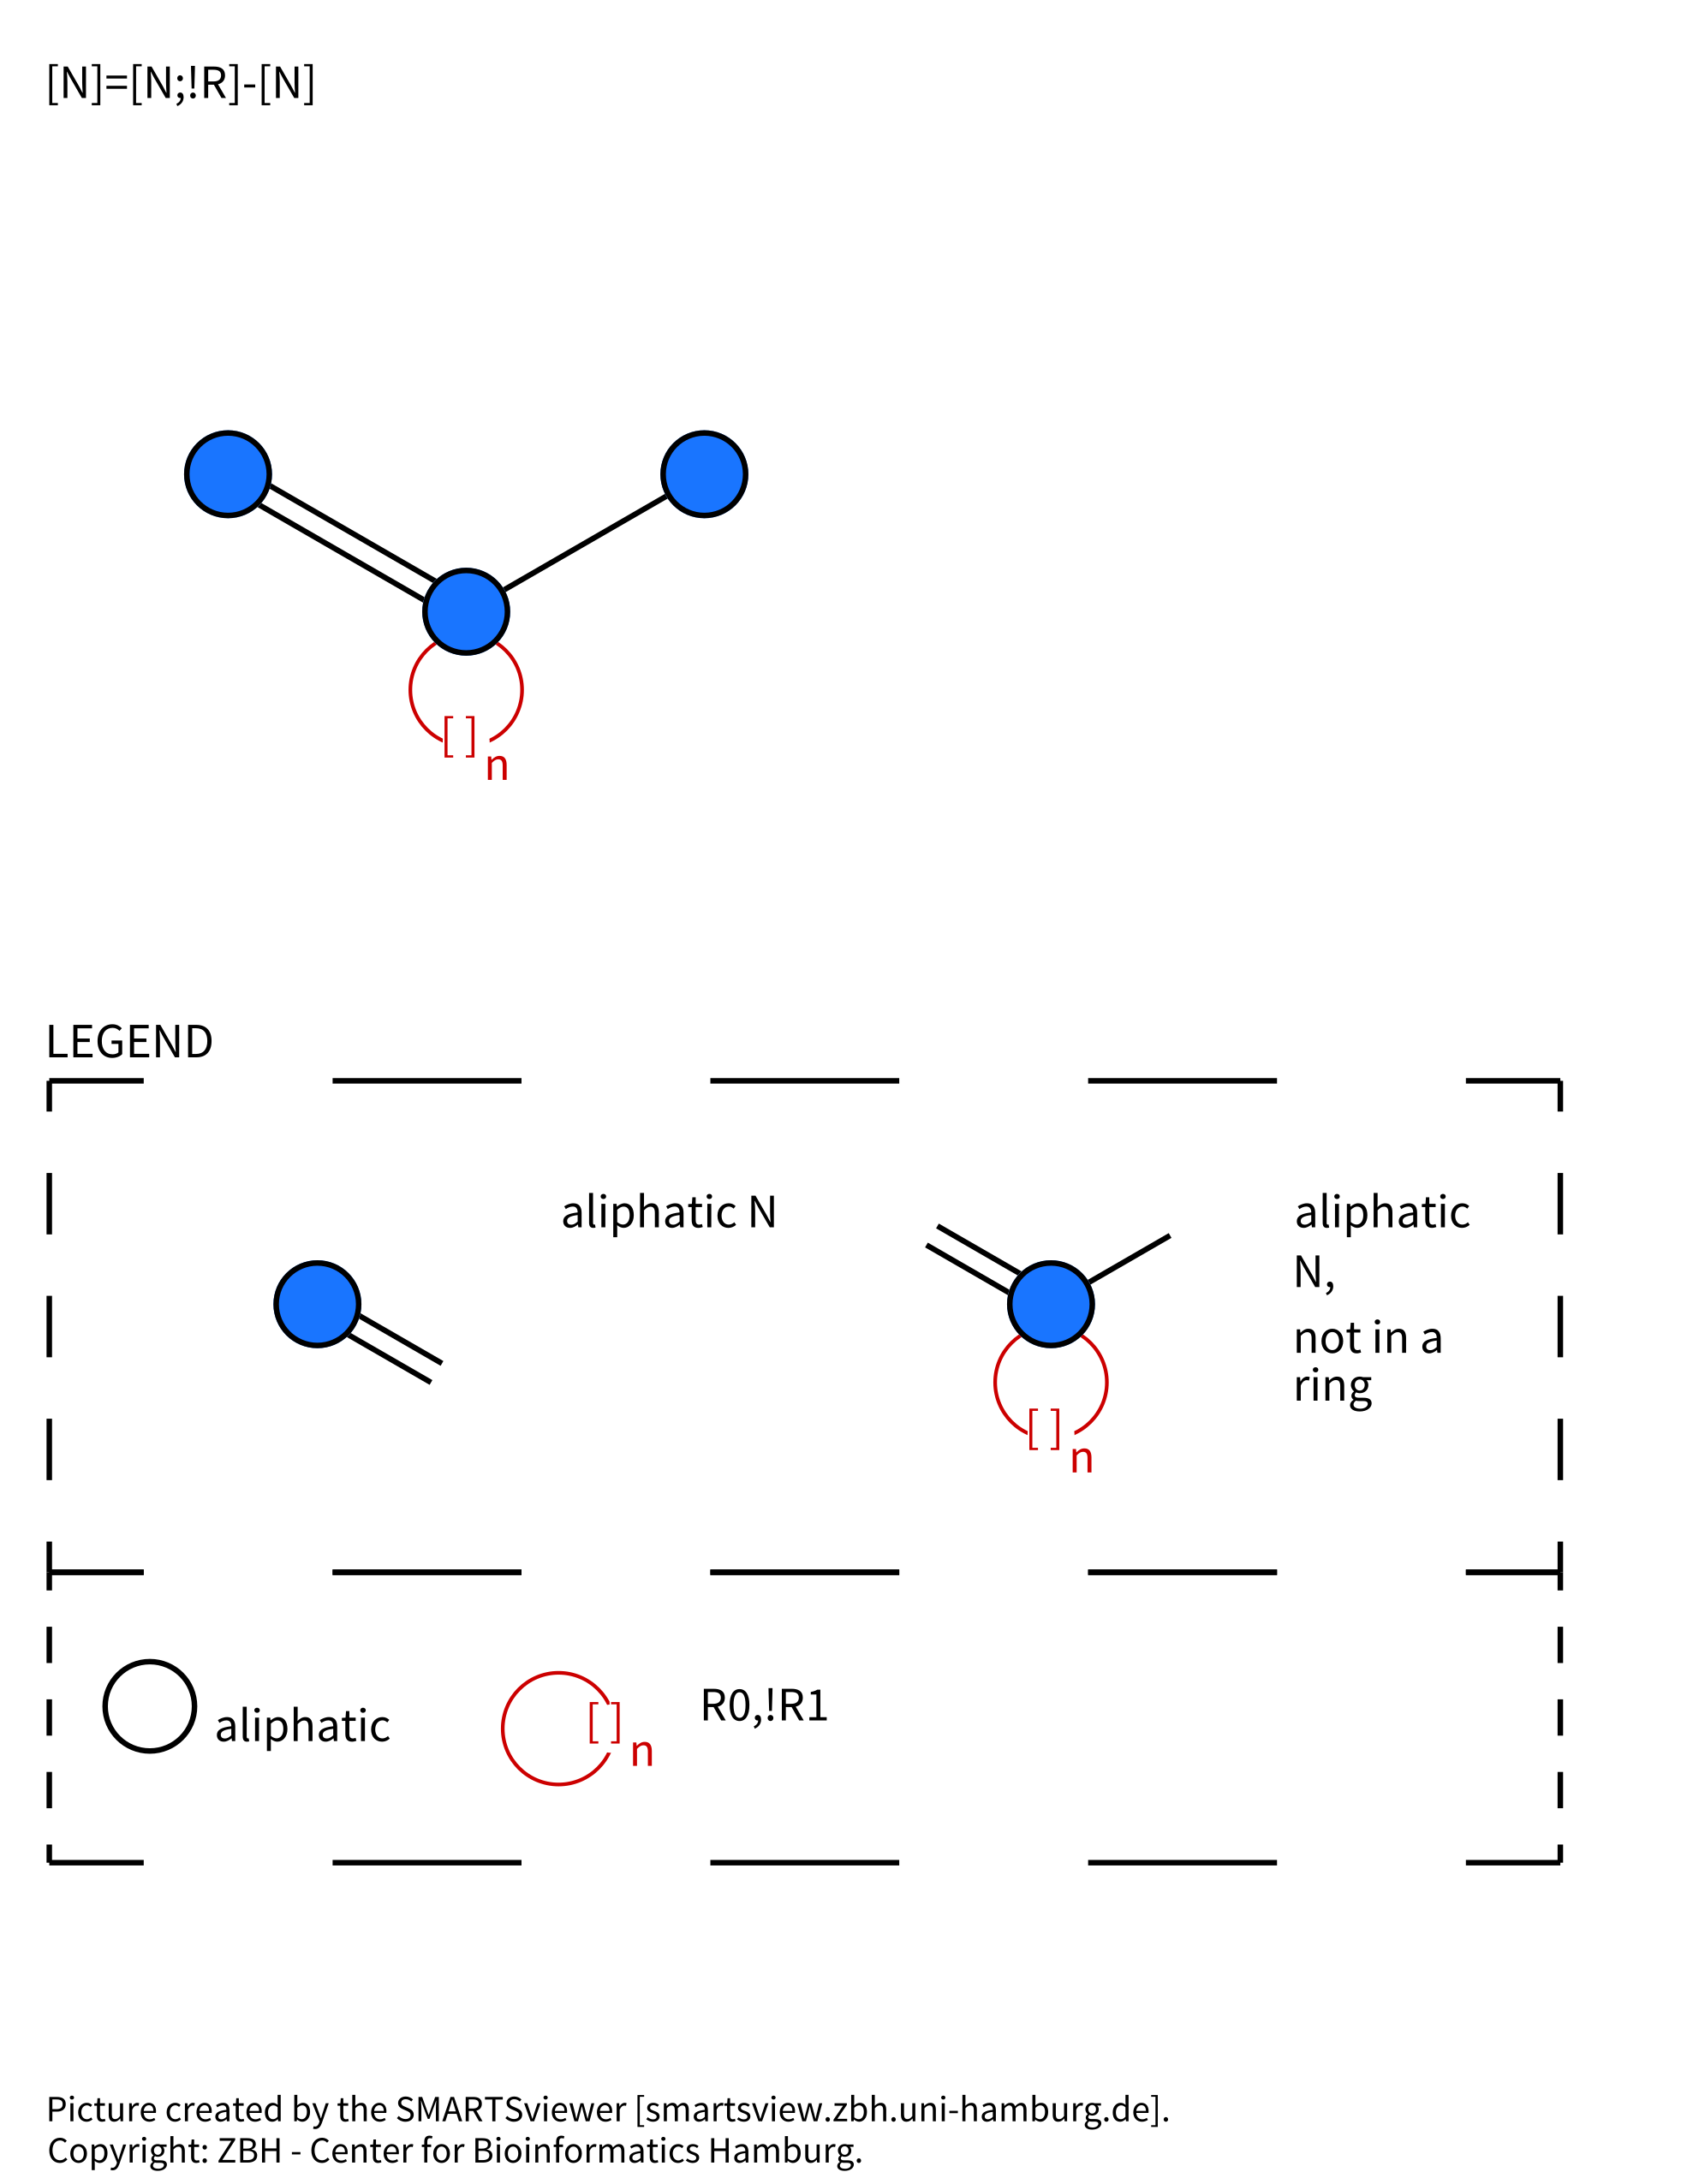 [N]=[N;!R]-[N]
[ ]
n
LEGEND
aliphatic N
aliphatic
N,
not in a
ring
[ ]
n
aliphatic
[ ]
n
R0,!R1
Picture created by the SMARTSviewer [smartsview.zbh.uni-hamburg.de].
Copyright: ZBH - Center for Bioinformatics Hamburg.